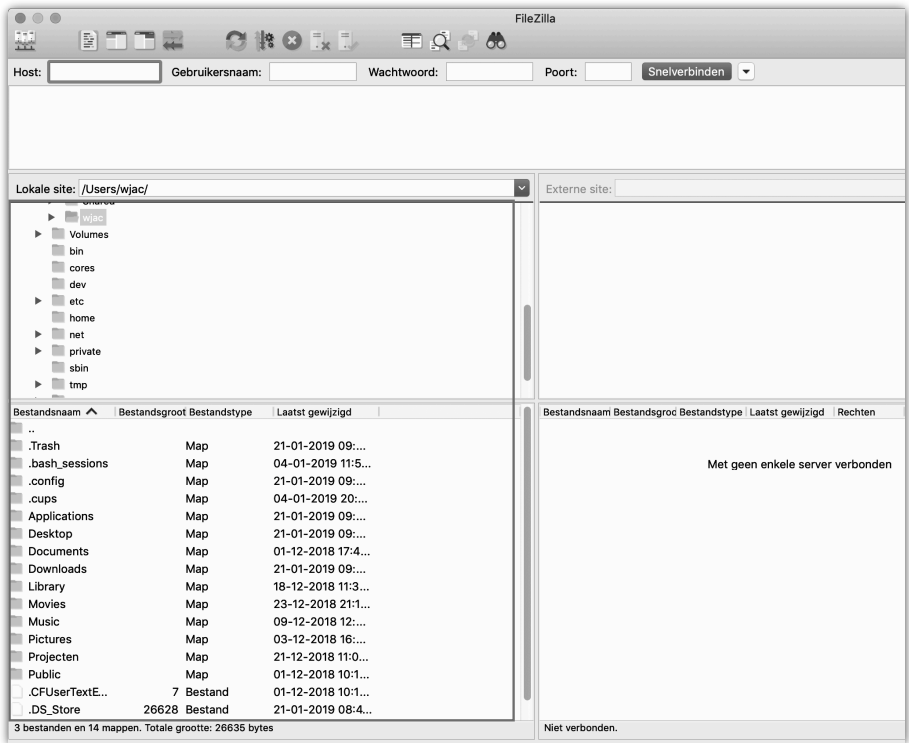 FileZilla
Host: Gebruikersnaam: Wachtwoord: Poort: Snelverbinden
Lokale site: /Users/wjac/
Externe site:
wjac
Volumes
bin
cores
dev
etc
home
net
private
sbin
tmp
Bestandsnaam Bestandsgroot Bestandstype Laatst gewijzigd
..
.Trash Map 21-01-2019 09:...
.bash_sessions Map 04-01-2019 11:5...
.config Map 21-01-2019 09:...
.cups Map 04-01-2019 20:...
Applications Map 21-01-2019 09:...
Desktop Map 21-01-2019 09:...
Documents Map 01-12-2018 17:4...
Downloads Map 21-01-2019 09:...
Library Map 18-12-2018 11:3...
Movies Map 23-12-2018 21:1...
Music Map 09-12-2018 12:...
Pictures Map 03-12-2018 16:...
Projecten Map 21-12-2018 11:0...
Public Map 01-12-2018 10:1...
.CFUserTextE... 7 Bestand 01-12-2018 10:1...
.DS_Store 26628 Bestand 21-01-2019 08:4...
3 bestanden en 14 mappen. Totale grootte: 26635 bytes
Bestandsnaam Bestandsgroo Bestandstype Laatst gewijzigd Rechten
Met geen enkele server verbonden
Niet verbonden.